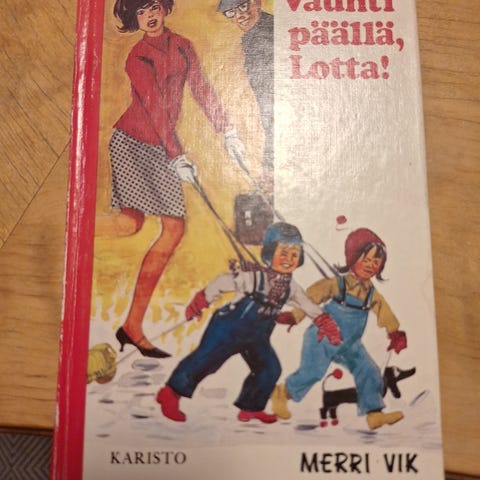 Vauhti
päällä,
Lotta!
KARISTO
MERRI VIK